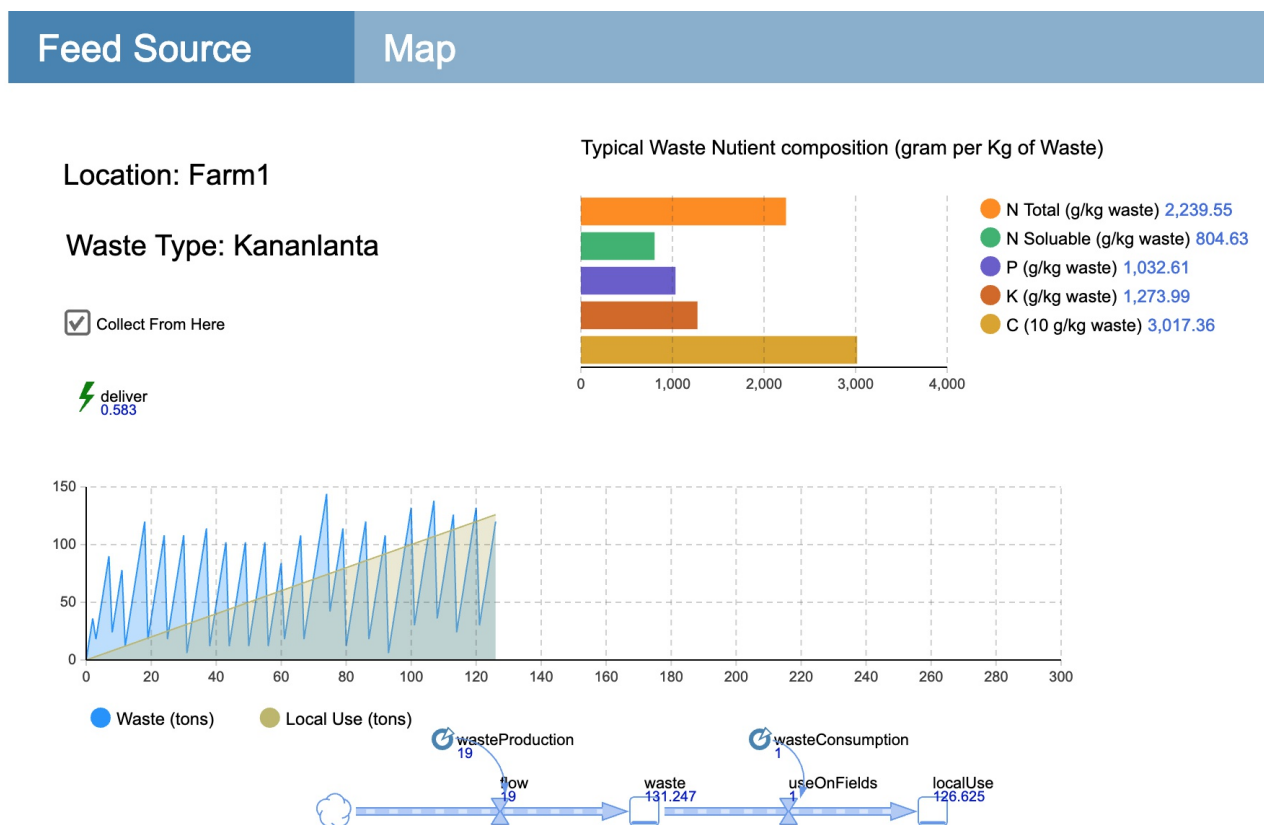 Feed Source
Map
Location: Farm1
Waste Type: Kananlanta
Collect From Here
deliver
0.583
Typical Waste Nutient composition (gram per Kg of Waste)
N Total (g/kg waste) 2,239.55
N Soluable (g/kg waste) 804.63
P (g/kg waste) 1,032.61
K (g/kg waste) 1,273.99
C (10 g/kg waste) 3,017.36
0 1,000 2,000 3,000 4,000
150
100
50
0
0 20 40 60 80 100 120 140 160 180 200 220 240 260 280 300
Waste (tons) Local Use (tons)
wasteProduction
19
wasteConsumption
1
flow
19
waste
131.247
useOnFields
1
localUse
126.625